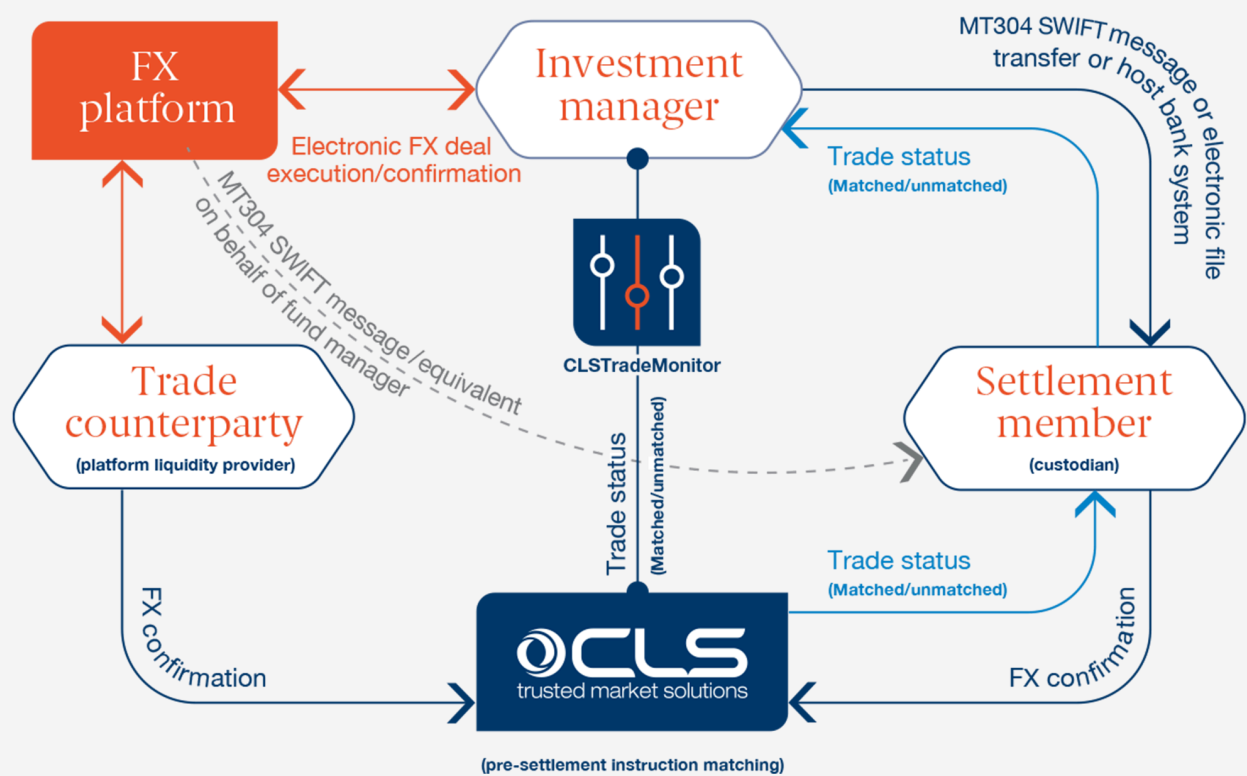 FX
platform
Investment
manager
Electronic FX deal
execution/confirmation
MT304 SWIFT message or electronic file
transfer or host bank
system
Trade status
(Matched/unmatched)
MT304 SWIFT message/equivalent
on behalf of fund manager
CLSTradeMonitor
Trade
counterparty
(platform liquidity provider)
Settlement
member
(custodian)
Trade status
(Matched/unmatched)
Trade status
(Matched/unmatched)
FX confirmation
FX confirmation
CLS
trusted market solutions
(pre-settlement instruction matching)